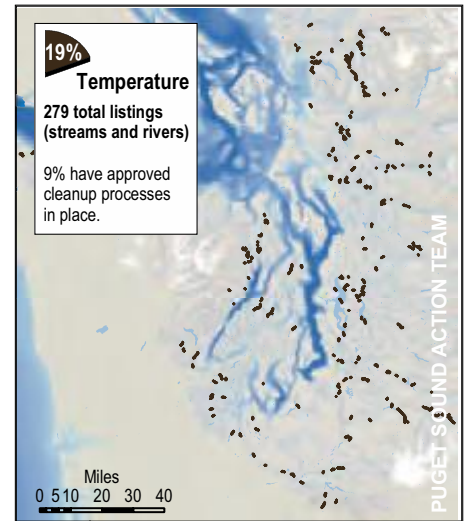 19%
Temperature
279 total listings
(streams and rivers)
9% have approved
cleanup processes
in place.
PUGET SOUND ACTION TEAM
Miles
0 5 10 20 30 40